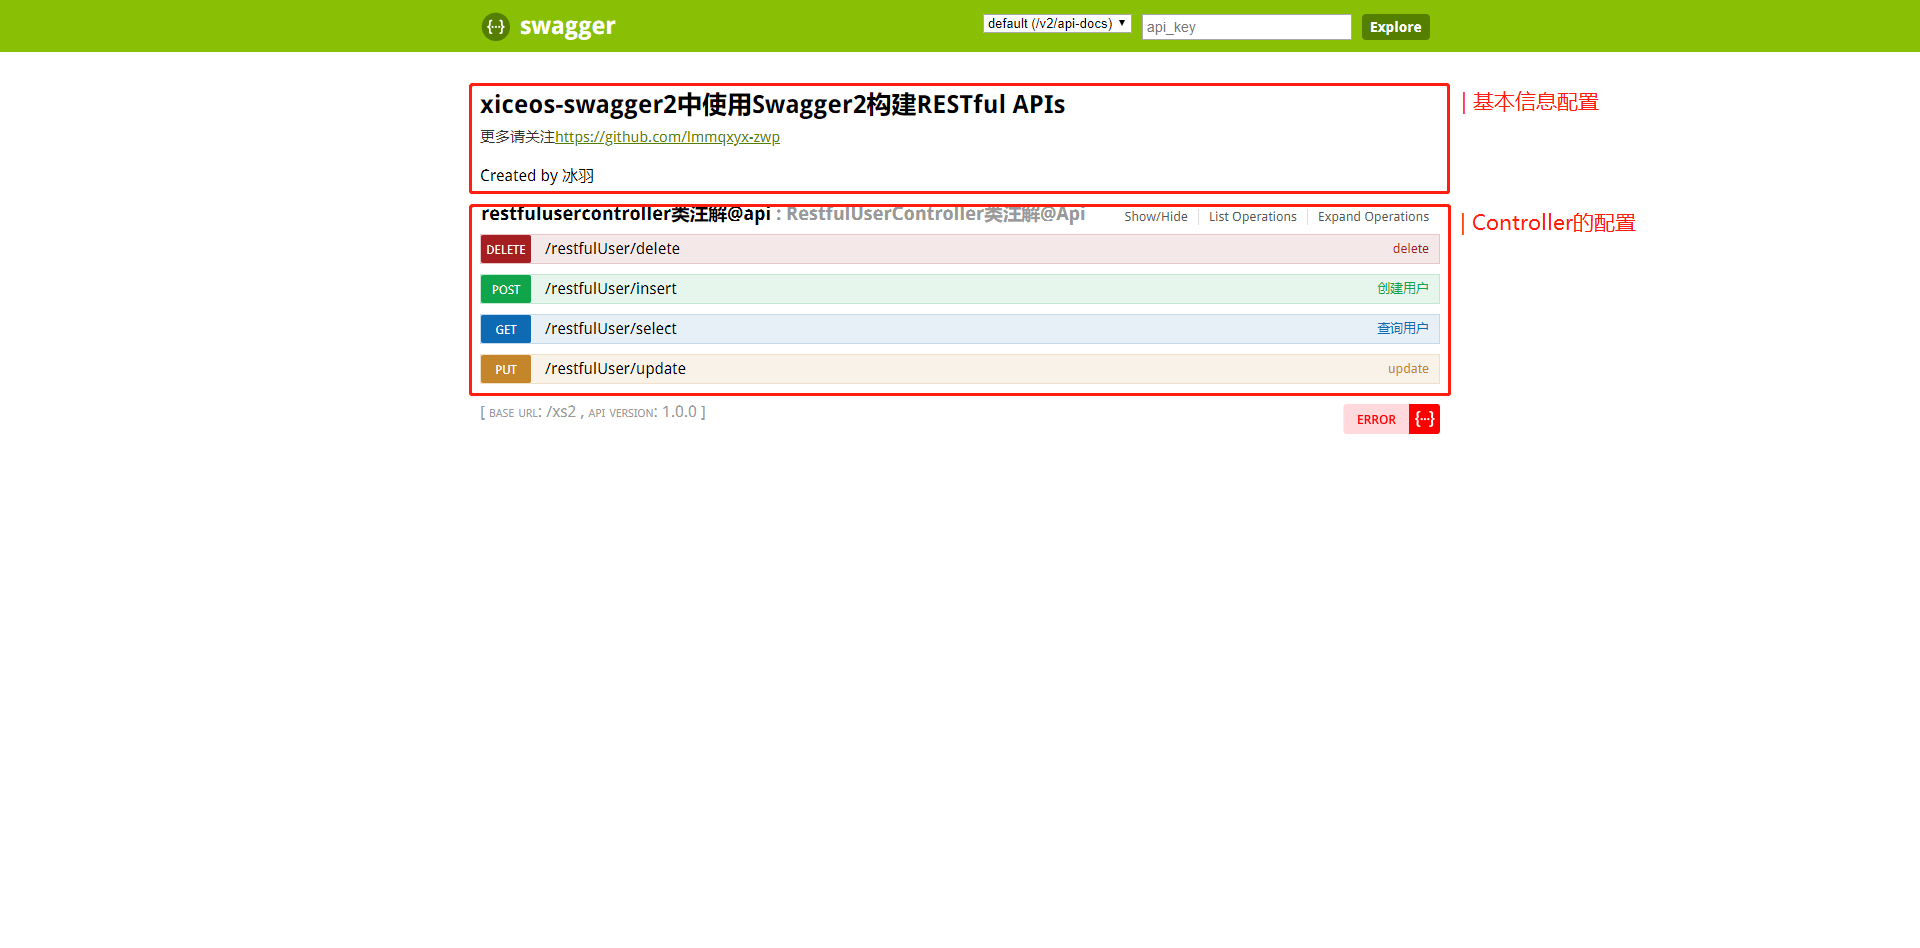 swagger
default (/v2/api-docs)
api_key
Explore
xiceos-swagger2中使用Swagger2构建RESTful APIs
| 基本信息配置
更多请关注https://github.com/lmmqxyx-zwp
Created by 冰羽
restfulusercontroller类注解@api : RestfulUserController类注解@Api
Show/Hide
List Operations
Expand Operations
| Controller的配置
DELETE /restfulUser/delete delete
POST /restfulUser/insert 创建用户
GET /restfulUser/select 查询用户
PUT /restfulUser/update update
[ BASE URL: /xs2 , API VERSION: 1.0.0 ]
ERROR {···}